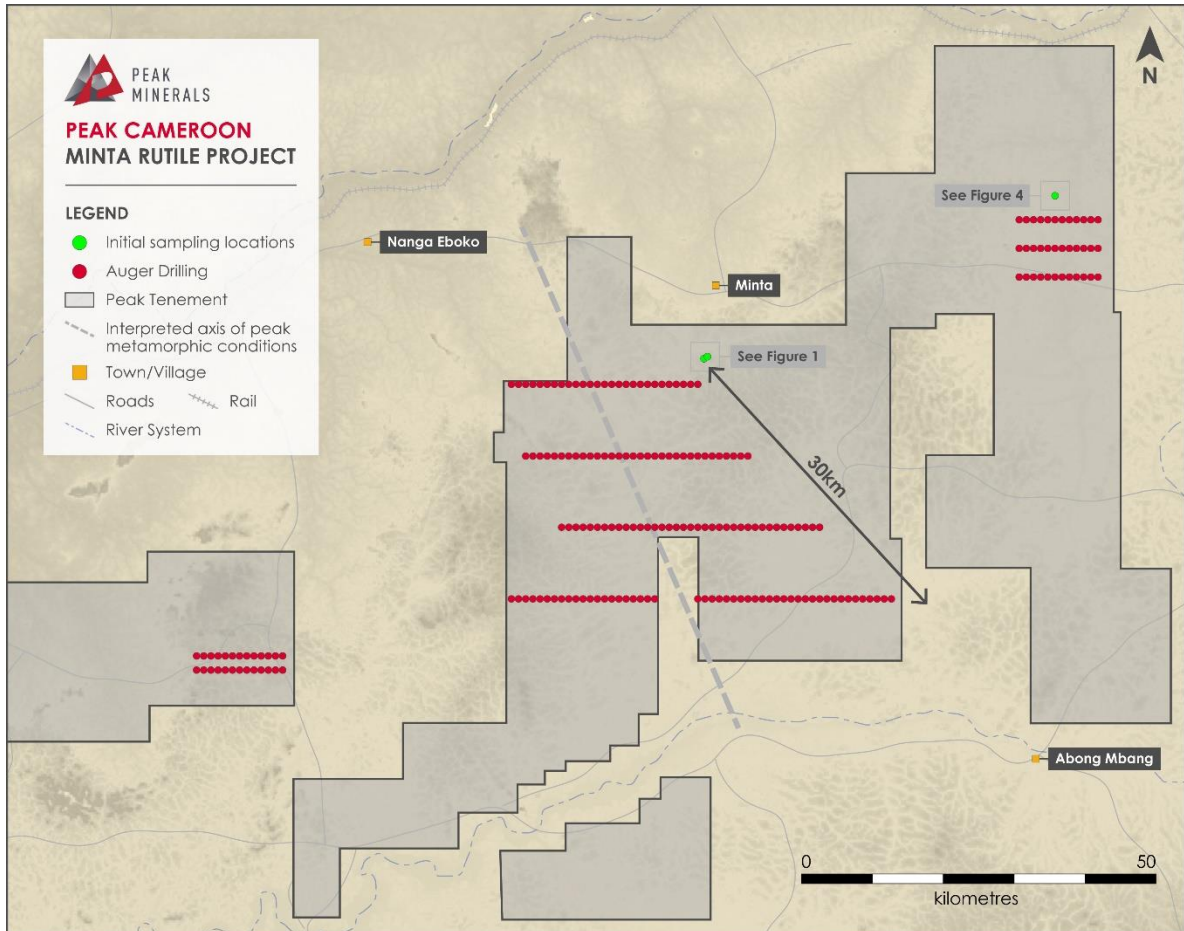 PEAK
MINERALS
PEAK CAMEROON
MINTA RUTILE PROJECT
LEGEND
Initial sampling locations
Auger Drilling
Peak Tenement
Interpreted axis of peak
metamorphic conditions
Town/Village
Roads Rail
River System
N
See Figure 4
Nanga Eboko
Minta
See Figure 1
30km
Abong Mbang
0 50
kilometres